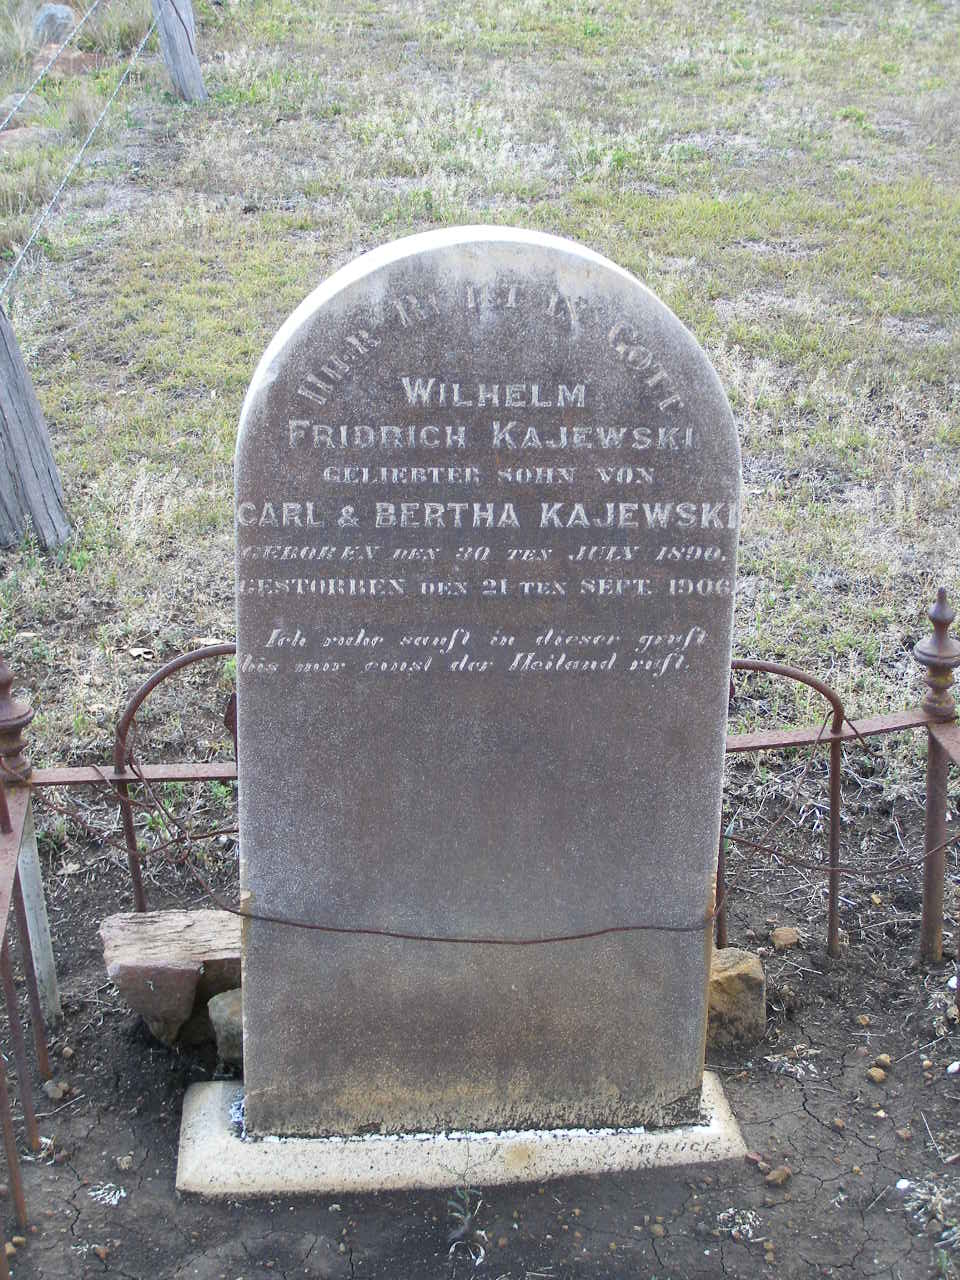 HIER RUHT IN GOTT
WILHELM
FRIDRICH KAJEWSKI
GELIEBTER SOHN VON
CARL & BERTHA KAJEWSKI
GEBOREN DEN 30 TEN JULY 1890.
GESTORBEN DEN 21 TEN SEPT. 1906
Ich ruhe sanft in dieser gruft
bis mir einst der Heiland ruft.